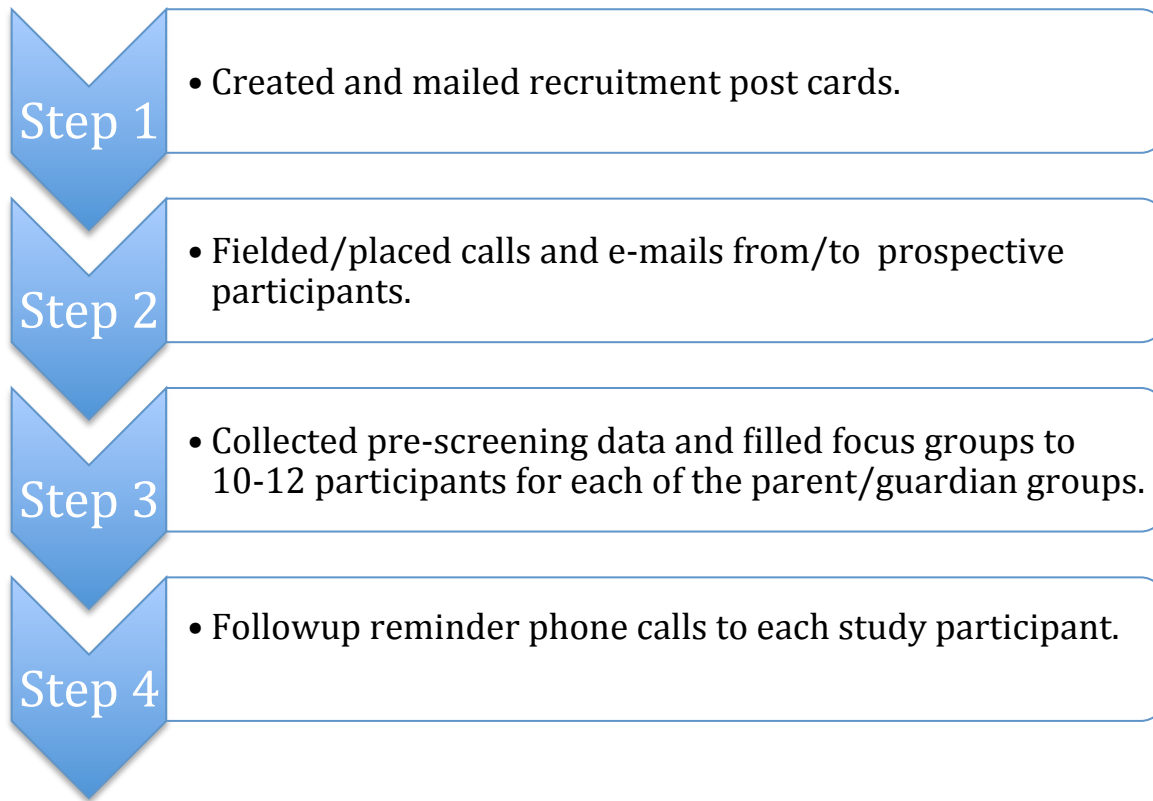 Step 1
• Created and mailed recruitment post cards.
Step 2
• Fielded/placed calls and e-mails from/to  prospective
participants.
Step 3
• Collected pre-screening data and filled focus groups to
10-12 participants for each of the parent/guardian groups.
Step 4
• Followup reminder phone calls to each study participant.